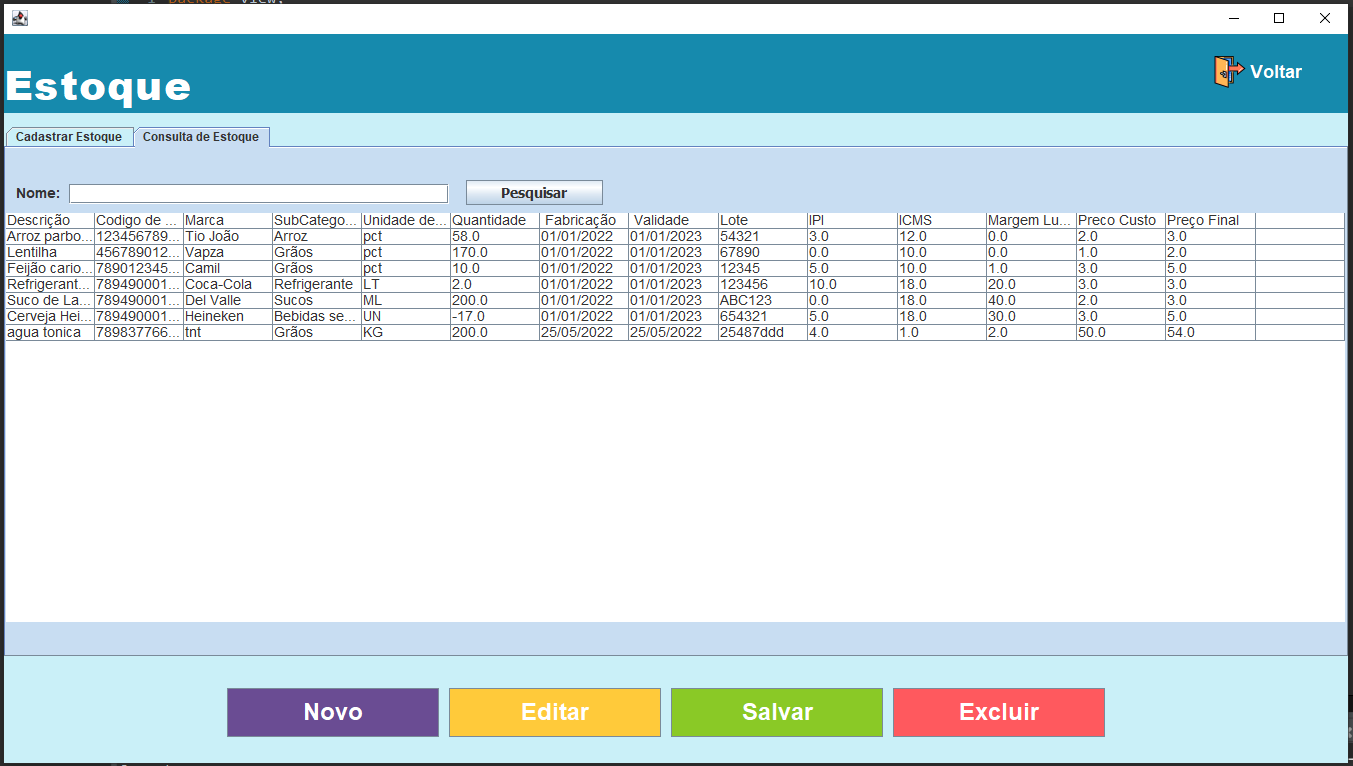 Estoque
Voltar
Cadastrar Estoque Consulta de Estoque
Nome: Pesquisar
Descrição Codigo de ... Marca SubCatego... Unidade de... Quantidade Fabricação Validade Lote IPI ICMS Margem Lu... Preco Custo Preço Final
Arroz parbo... 123456789... Tio João Arroz pct 58.0 01/01/2022 01/01/2023 54321 3.0 12.0 0.0 2.0 3.0
Lentilha 456789012... Vapza Grãos pct 170.0 01/01/2022 01/01/2023 67890 0.0 10.0 0.0 1.0 2.0
Feijão cario... 789012345... Camil Grãos pct 10.0 01/01/2022 01/01/2023 12345 5.0 10.0 1.0 3.0 5.0
Refrigerant... 789490001... Coca-Cola Refrigerante LT 2.0 01/01/2022 01/01/2023 123456 10.0 18.0 20.0 3.0 3.0
Suco de La... 789490001... Del Valle Sucos ML 200.0 01/01/2022 01/01/2023 ABC123 0.0 18.0 40.0 2.0 3.0
Cerveja Hei... 789490001... Heineken Bebidas se... UN -17.0 01/01/2022 01/01/2023 654321 5.0 18.0 30.0 3.0 5.0
agua tonica 789837766... tnt Grãos KG 200.0 25/05/2022 25/05/2022 25487ddd 4.0 1.0 2.0 50.0 54.0
Novo Editar Salvar Excluir